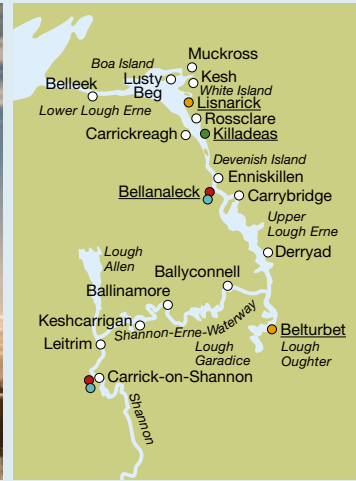 Muckross
Boa Island
Kesh
Lusty
Beg
Belleek
White Island
Lisnarick
Lower Lough Erne
Rossclare
Carrickreagh
Killadeas
Devenish Island
Enniskillen
Bellanaleck
Carrybridge
Upper
Lough Erne
Derryad
Lough
Allen
Ballyconnell
Ballinamore
Keshcarrigan
Shannon-Erne-Waterway
Belturbet
Leitrim
Lough
Garadice
Lough
Oughter
Carrick-on-Shannon
Shannon